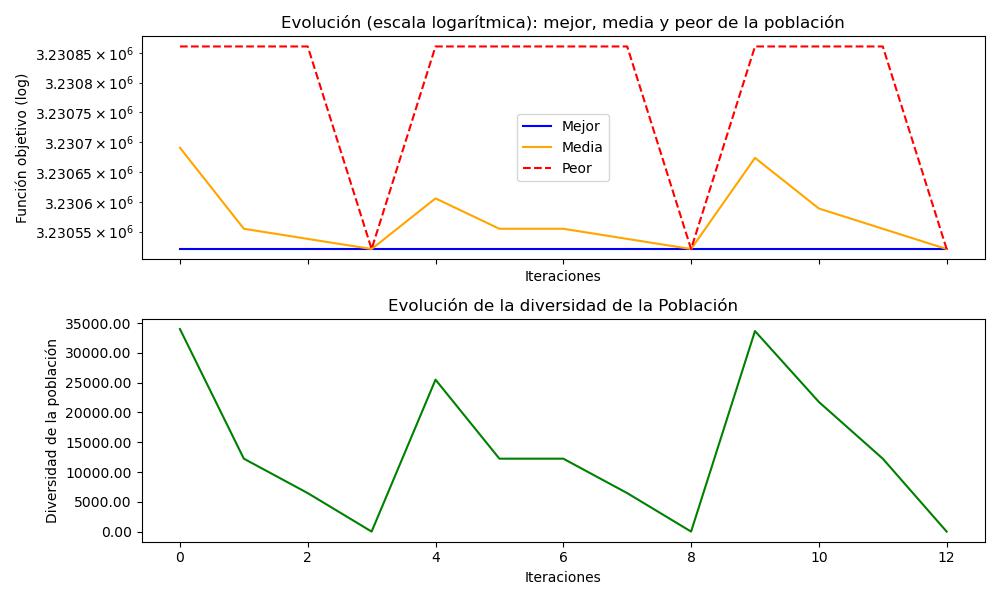 Evolución (escala logarítmica): mejor, media y peor de la población
Función objetivo (log)
3.23085 × 10⁶
3.2308 × 10⁶
3.23075 × 10⁶
3.2307 × 10⁶
3.23065 × 10⁶
3.2306 × 10⁶
3.23055 × 10⁶
Mejor
Media
Peor
Iteraciones
Evolución de la diversidad de la Población
Diversidad de la población
35000.00
30000.00
25000.00
20000.00
15000.00
10000.00
5000.00
0.00
0 2 4 6 8 10 12
Iteraciones